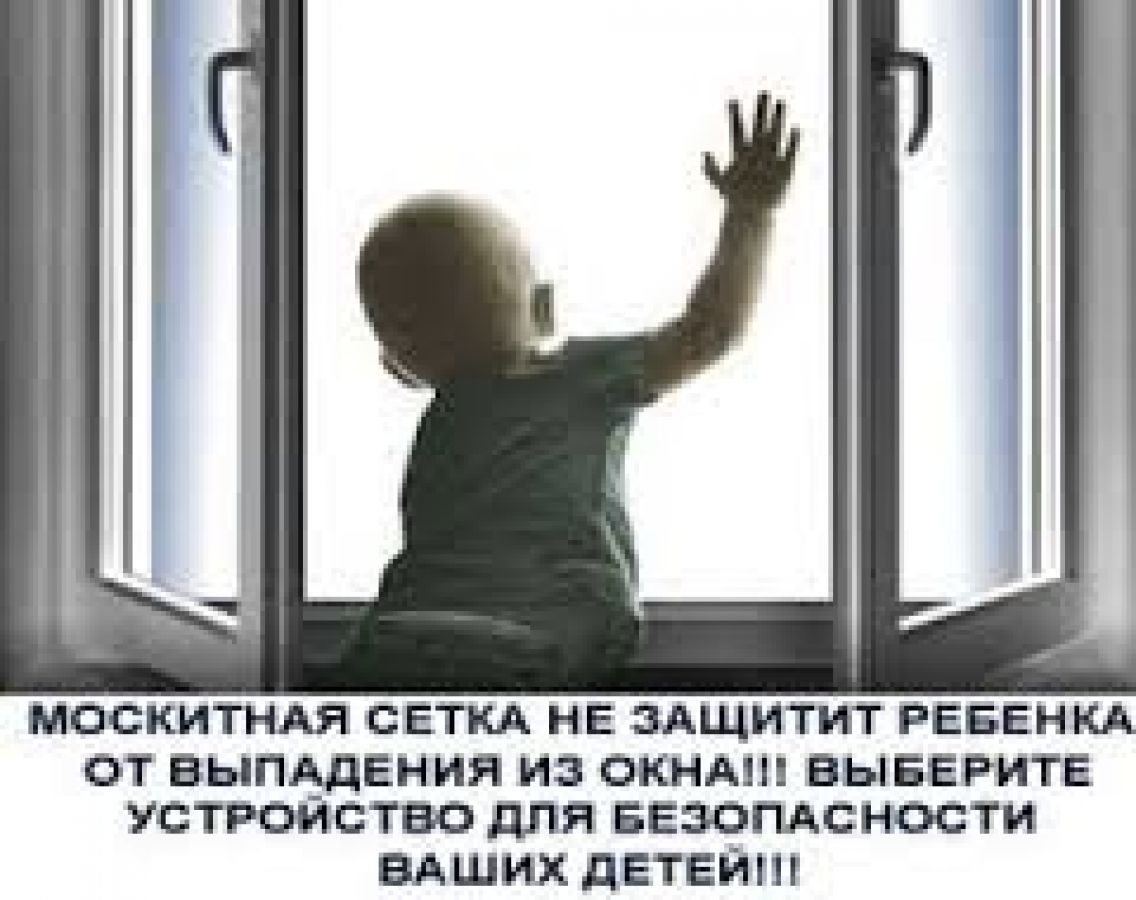 МОСКИТНАЯ СЕТКА НЕ ЗАЩИТИТ РЕБЕНКА
ОТ ВЫПАДЕНИЯ ИЗ ОКНА!!! ВЫБЕРИТЕ
УСТРОЙСТВО ДЛЯ БЕЗОПАСНОСТИ
ВАШИХ ДЕТЕЙ!!!